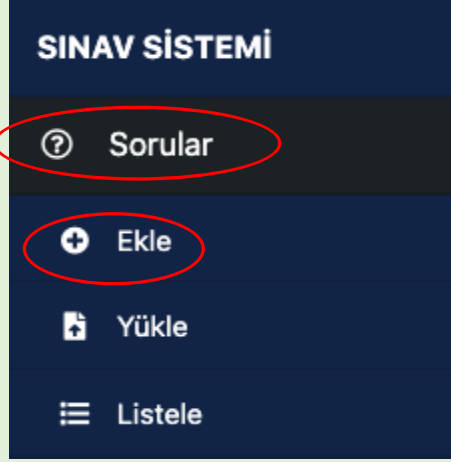 SINAV SİSTEMİ
Sorular
Ekle
Yükle
Listele